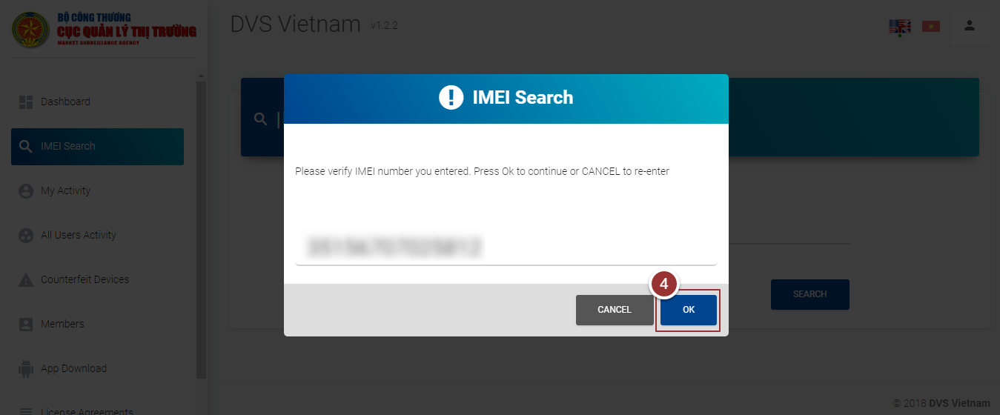 BỘ CÔNG THƯƠNG
CỤC QUẢN LÝ THỊ TRƯỜNG
MARKET SURVEILLANCE AGENCY
DVS Vietnam v1.2.2
Dashboard
IMEI Search
My Activity
All Users Activity
Counterfeit Devices
Members
App Download
License Agreements
IMEI Search
Please verify IMEI number you entered. Press Ok to continue or CANCEL to re-enter
4
CANCEL
OK
SEARCH
© 2018 DVS Vietnam